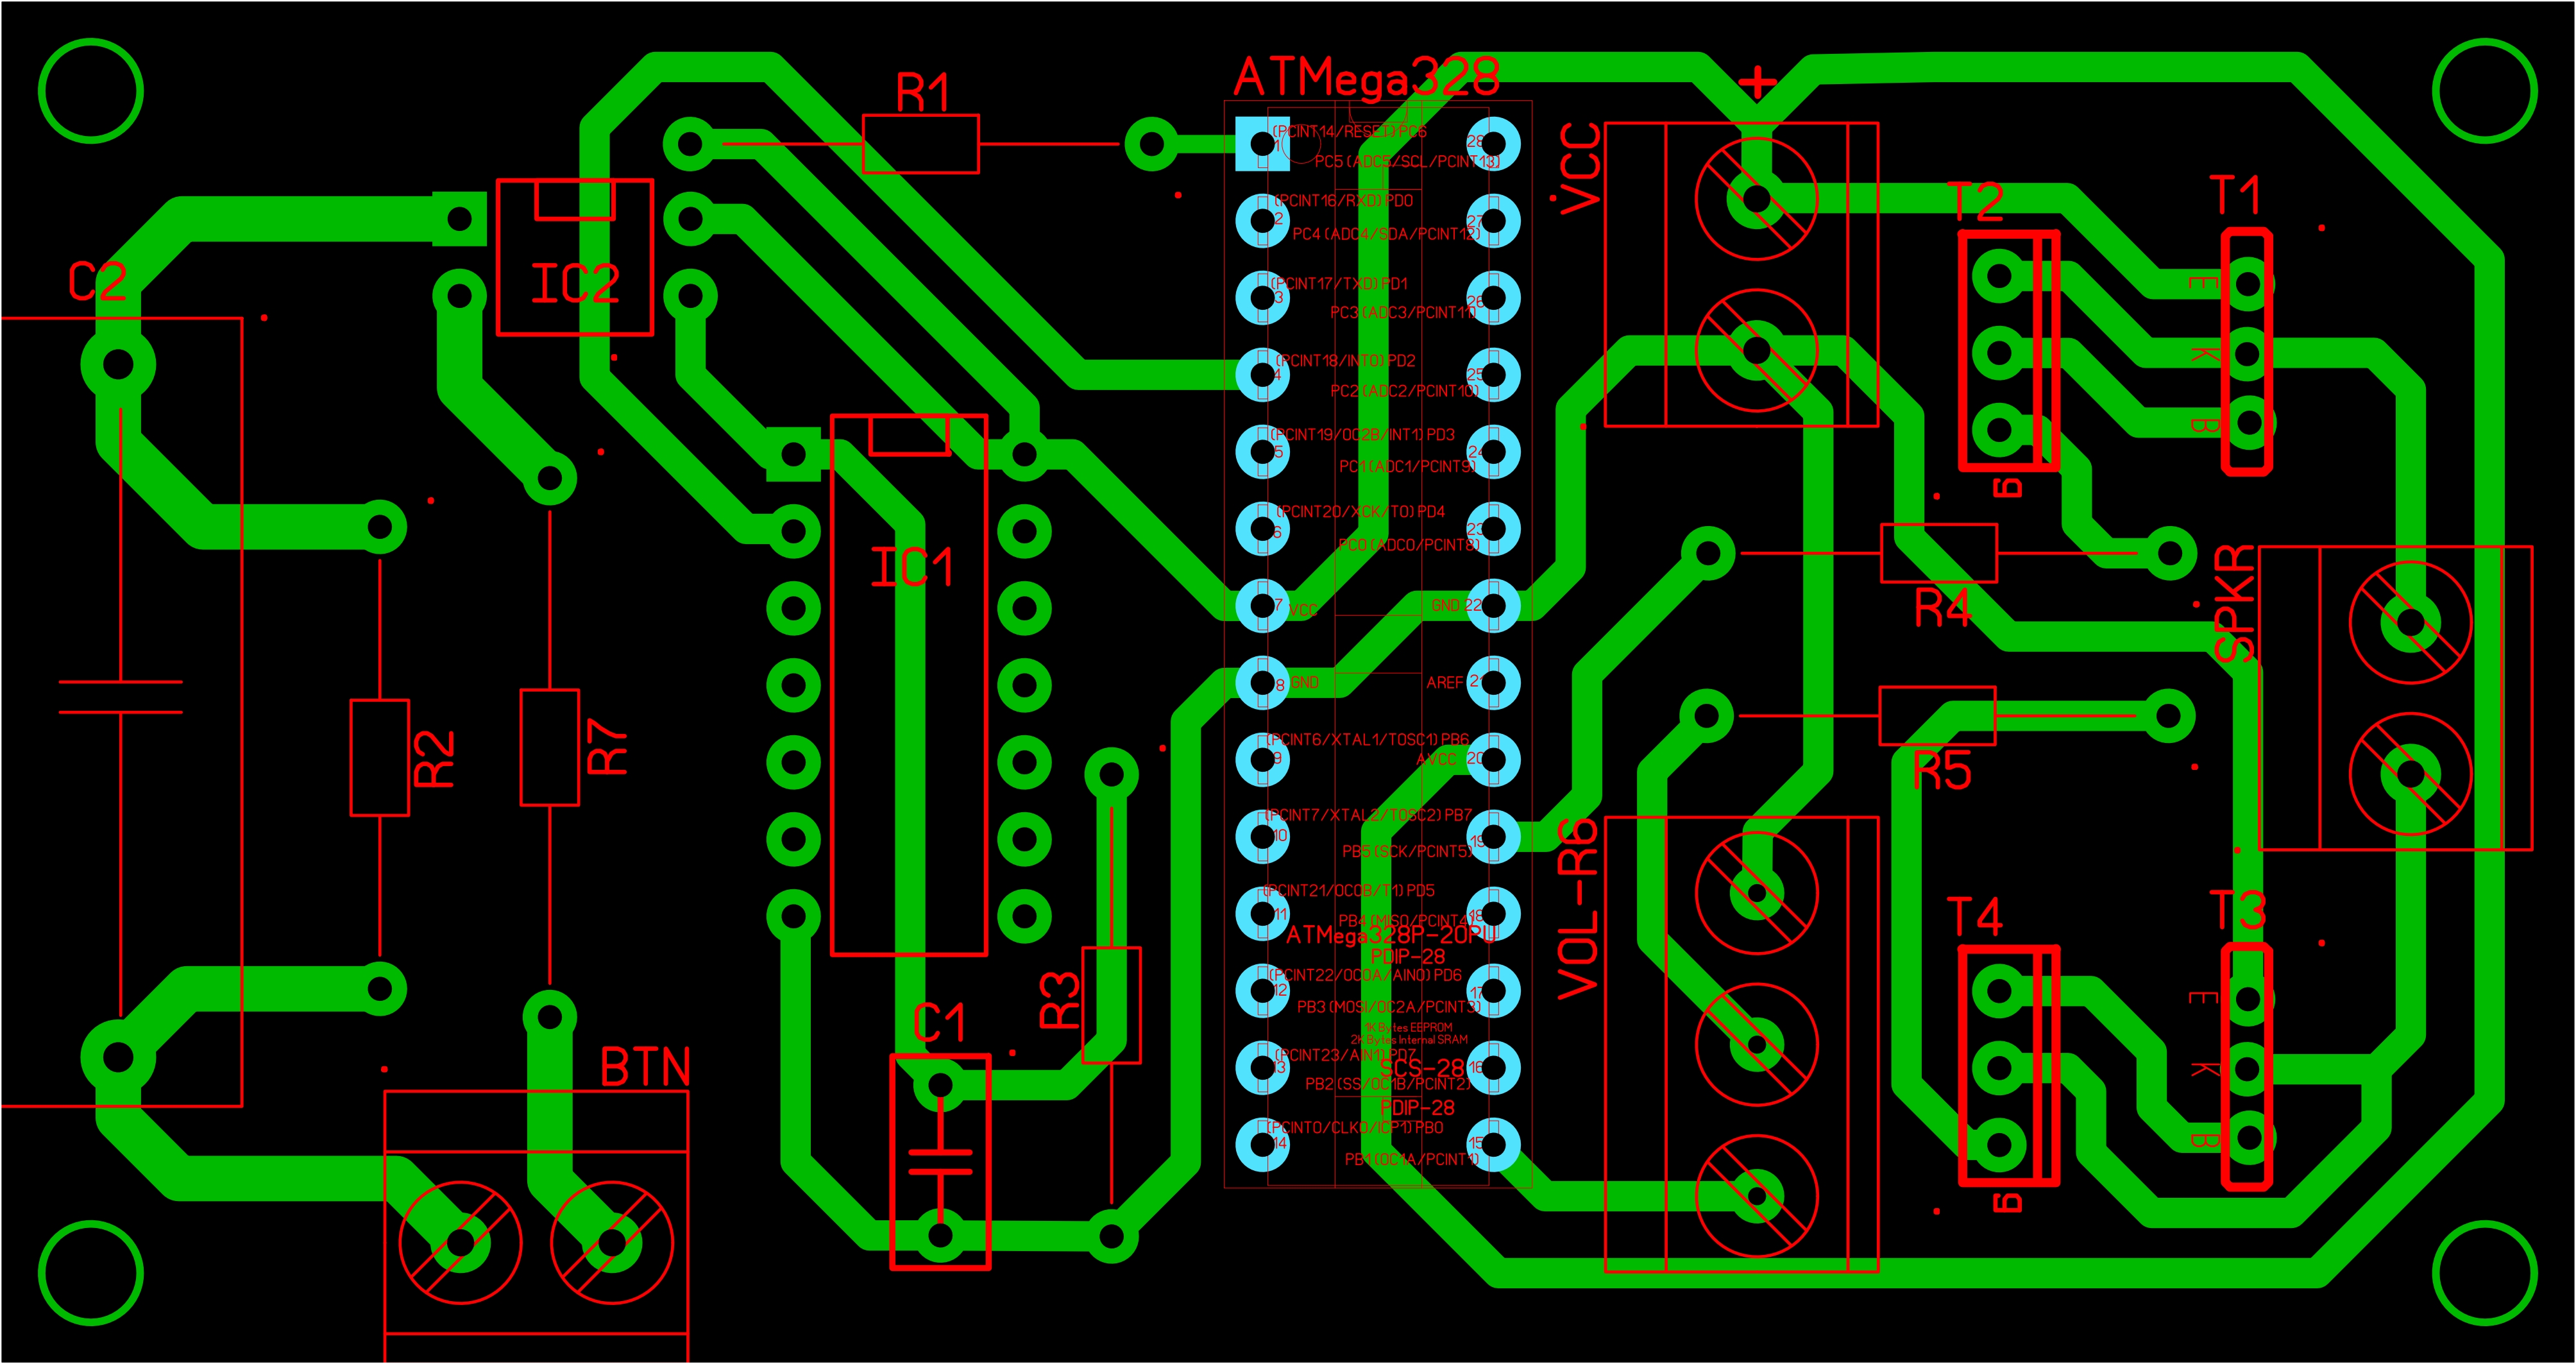 R1
ATMega328
+
VCC
T2
T1
C2
IC2
E
K
B
6
IC1
R4
SPKR
R2
R7
R5
VOL-R6
T4
T3
E
K
B
6
C1
R3
BTN
(PCINT14/RESET)PC6
1
28
PC5(ADC5/SCL/PCINT13)
(PCINT16/RXD)PD0
2
27
PC4(ADC4/SDA/PCINT12)
(PCINT17/TXD)PD1
3
26
PC3(ADC3/PCINT11)
(PCINT18/INT0)PD2
4
25
PC2(ADC2/PCINT10)
(PCINT19/OC2B/INT1)PD3
5
24
PC1(ADC1/PCINT9)
(PCINT20/XCK/T0)PD4
6
23
PC0(ADC0/PCINT8)
7 VCC
GND 22
8 GND
AREF 21
(PCINT6/XTAL1/TOSC1)PB6
9
AVCC 20
(PCINT7/XTAL2/TOSC2)PB7
10
19
PB5(SCK/PCINT5)
(PCINT21/OC0B/T1)PD5
11
18
PB4(MISO/PCINT4)
ATMega328P-20PU
PDIP-28
(PCINT22/OC0A/AIN0)PD6
12
17
PB3(MOSI/OC2A/PCINT3)
1K Bytes EEPROM
2K Bytes Internal SRAM
(PCINT23/AIN1)PD7
13
SCS-28
16
PB2(SS/OC1B/PCINT2)
PDIP-28
(PCINT0/CLKO/ICP1)PB0
14
15
PB1(OC1A/PCINT1)